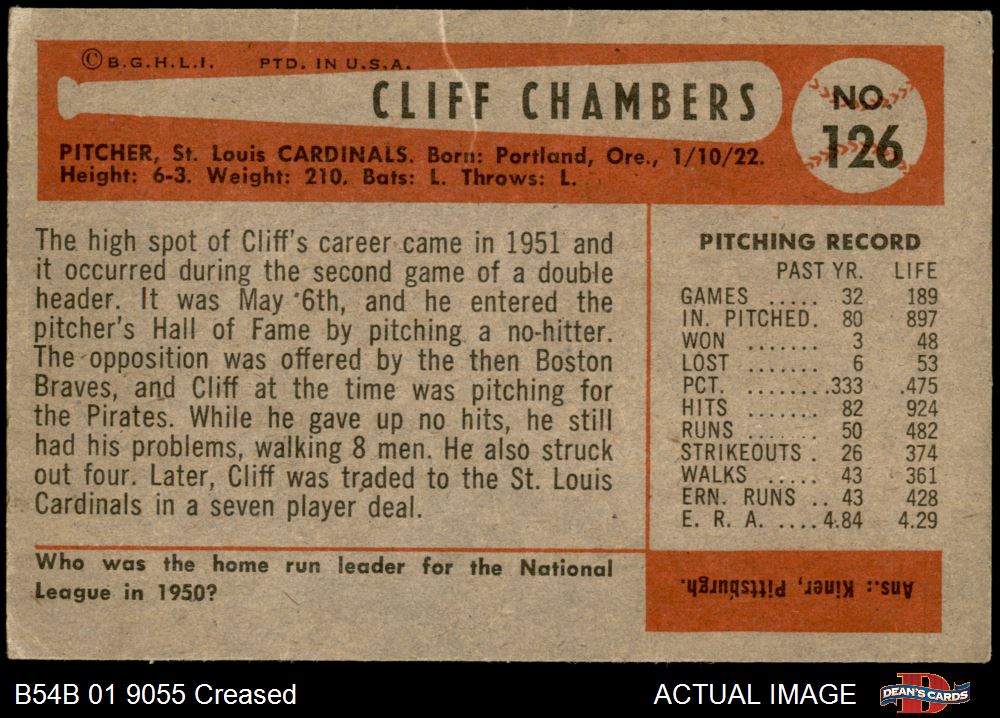 ©B.G.H.L.I. PTD. IN U.S.A.
CLIFF CHAMBERS
NO.
126
PITCHER, St. Louis CARDINALS. Born: Portland, Ore., 1/10/22.
Height: 6-3. Weight: 210. Bats: L. Throws: L.
The high spot of Cliff's career came in 1951 and
it occurred during the second game of a double
header. It was May 6th, and he entered the
pitcher's Hall of Fame by pitching a no-hitter.
The opposition was offered by the then Boston
Braves, and Cliff at the time was pitching for
the Pirates. While he gave up no hits, he still
had his problems, walking 8 men. He also struck
out four. Later, Cliff was traded to the St. Louis
Cardinals in a seven player deal.
Who was the home run leader for the National
League in 1950?
PITCHING RECORD
PAST YR. LIFE
GAMES ..... 32 189
IN. PITCHED. 80 897
WON ....... 3 48
LOST ....... 6 53
PCT. ........333 .475
HITS ....... 82 924
RUNS ....... 50 482
STRIKEOUTS . 26 374
WALKS ..... 43 361
ERN. RUNS .. 43 428
E. R. A. ....4.84 4.29
Ans.: Kiner, Pittsburgh.
B54B 01 9055 Creased
ACTUAL IMAGE
DEAN'S CARDS